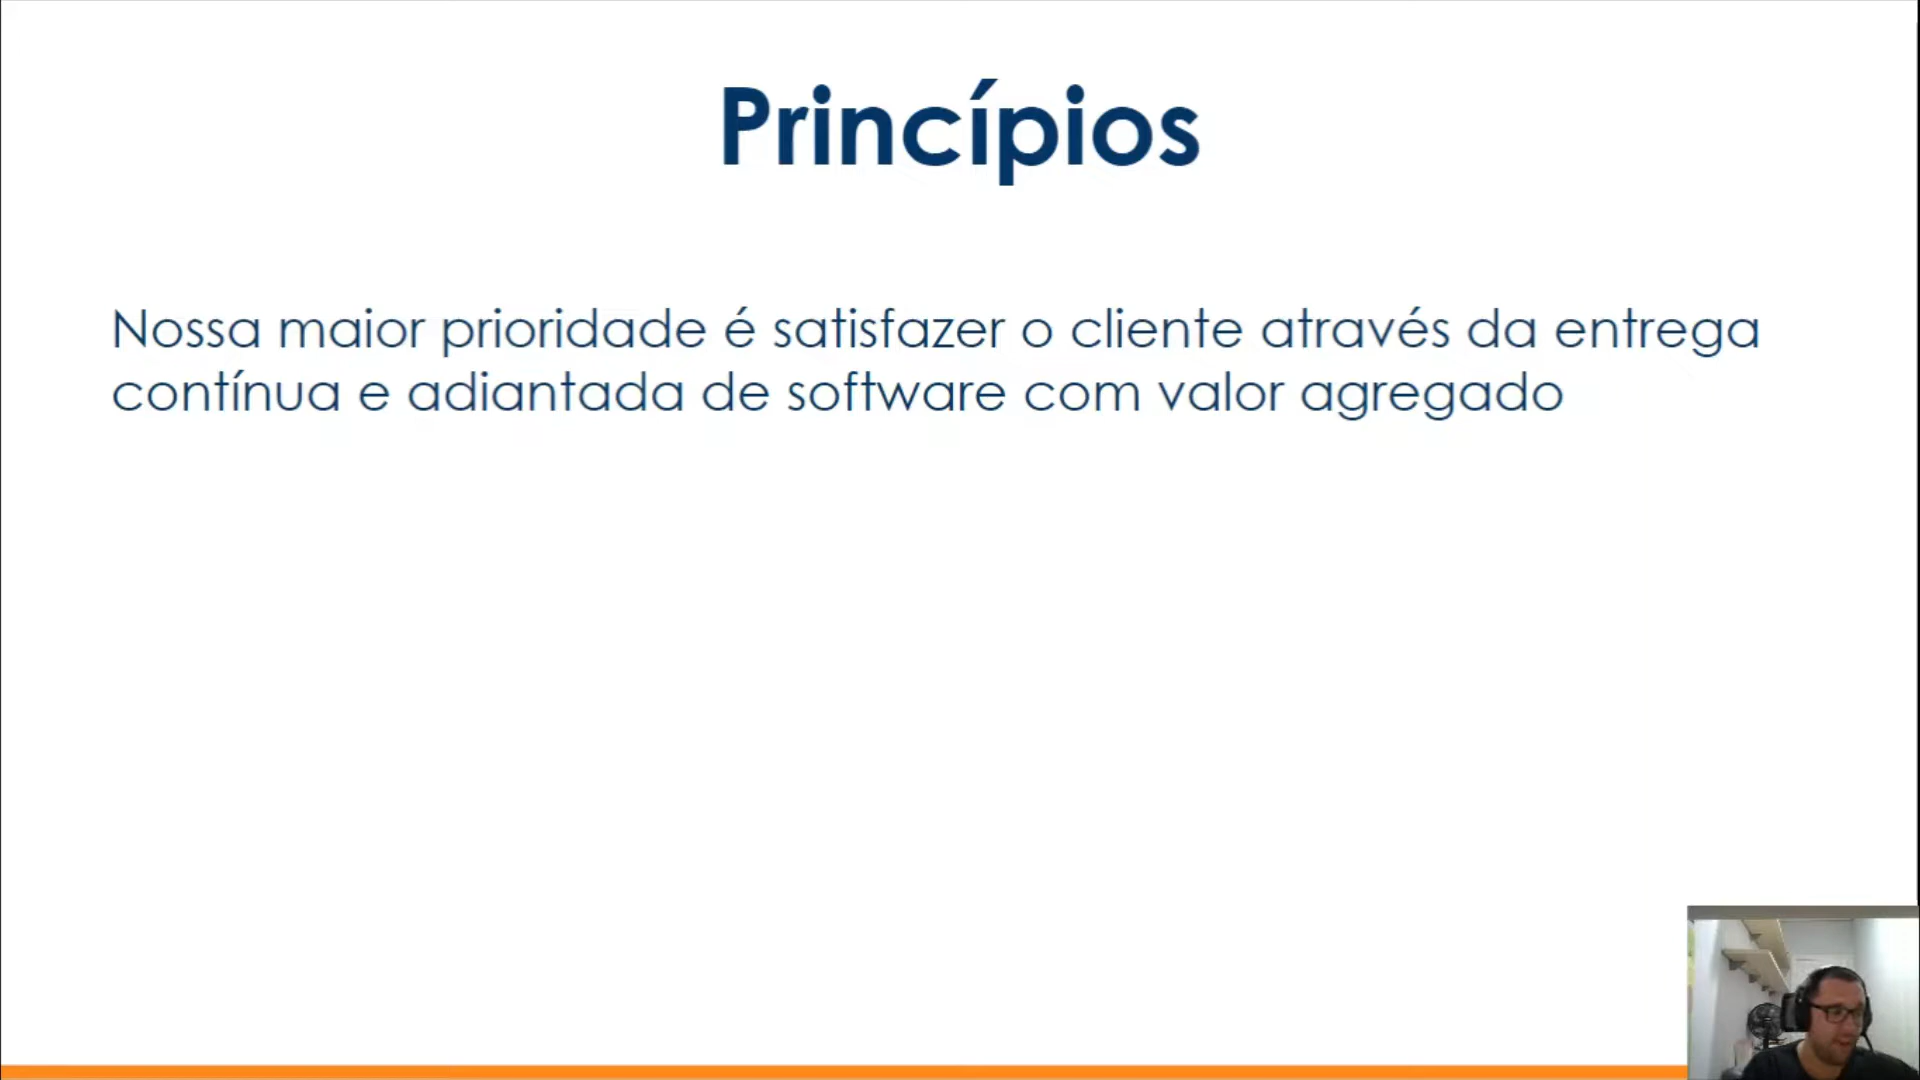 Princípios
Nossa maior prioridade é satisfazer o cliente através da entrega
contínua e adiantada de software com valor agregado